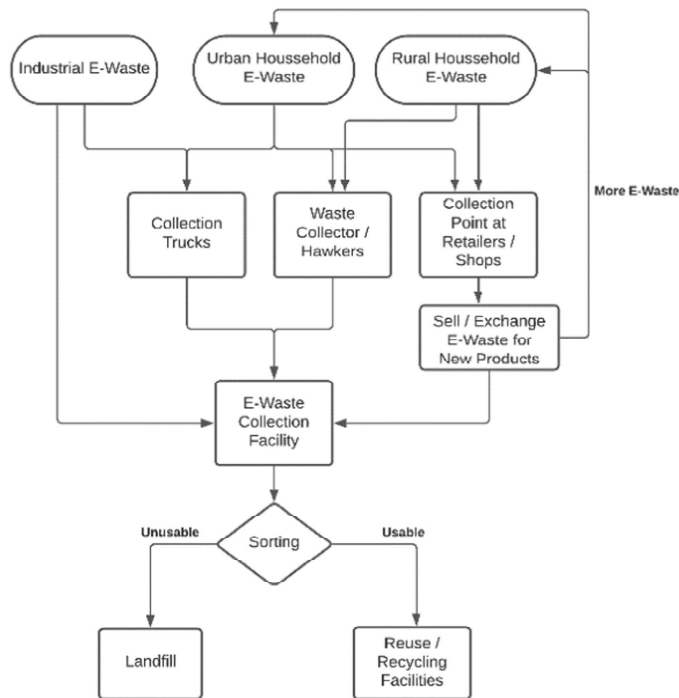 Industrial E-Waste
Urban Houssehold
E-Waste
Rural Houssehold
E-Waste
More E-Waste
Collection
Trucks
Waste
Collector /
Hawkers
Collection
Point at
Retailers /
Shops
Sell / Exchange
E-Waste for
New Products
E-Waste
Collection
Facility
Sorting
Unusable
Usable
Landfill
Reuse /
Recycling
Facilities